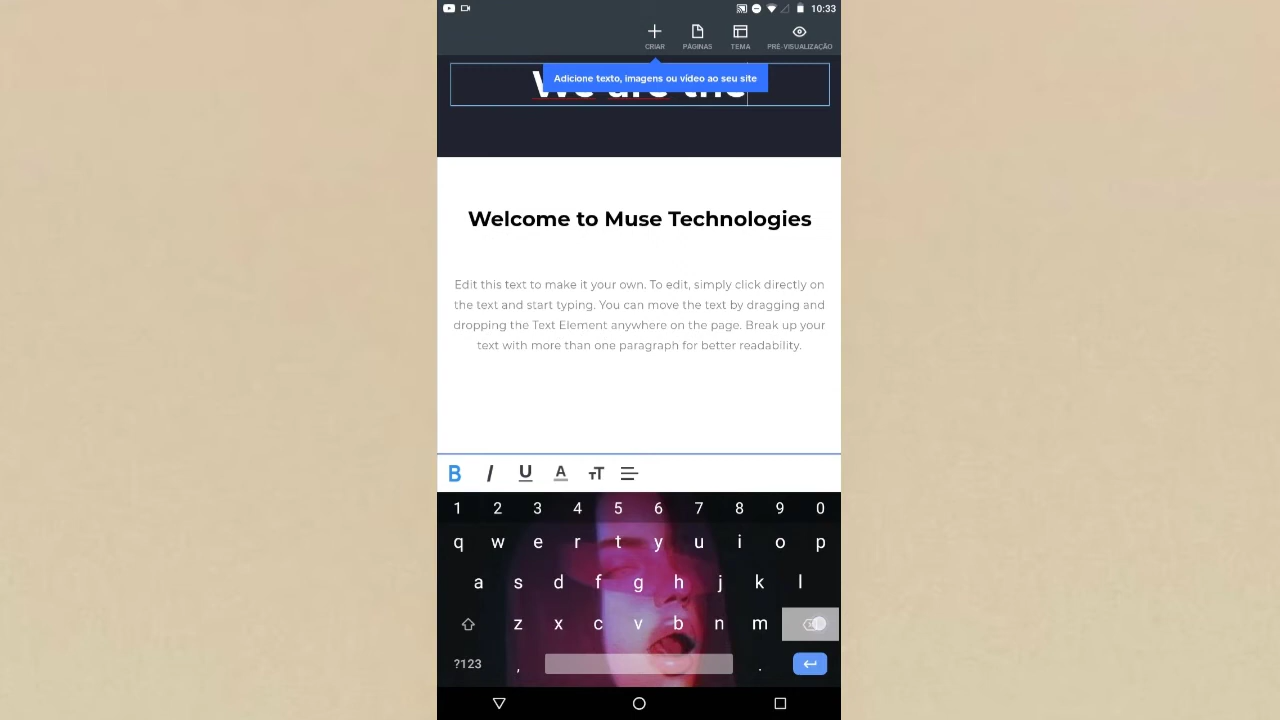 10:33
CRIAR PÁGINAS TEMA PRÉ-VISUALIZAÇÃO
Adicione texto, imagens ou vídeo ao seu site
We are the
Welcome to Muse Technologies
Edit this text to make it your own. To edit, simply click directly on
the text and start typing. You can move the text by dragging and
dropping the Text Element anywhere on the page. Break up your
text with more than one paragraph for better readability.
B I U A TT
1 2 3 4 5 6 7 8 9 0
q w e r t y u i o p
a s d f g h j k l
z x c v b n m
?123 , .